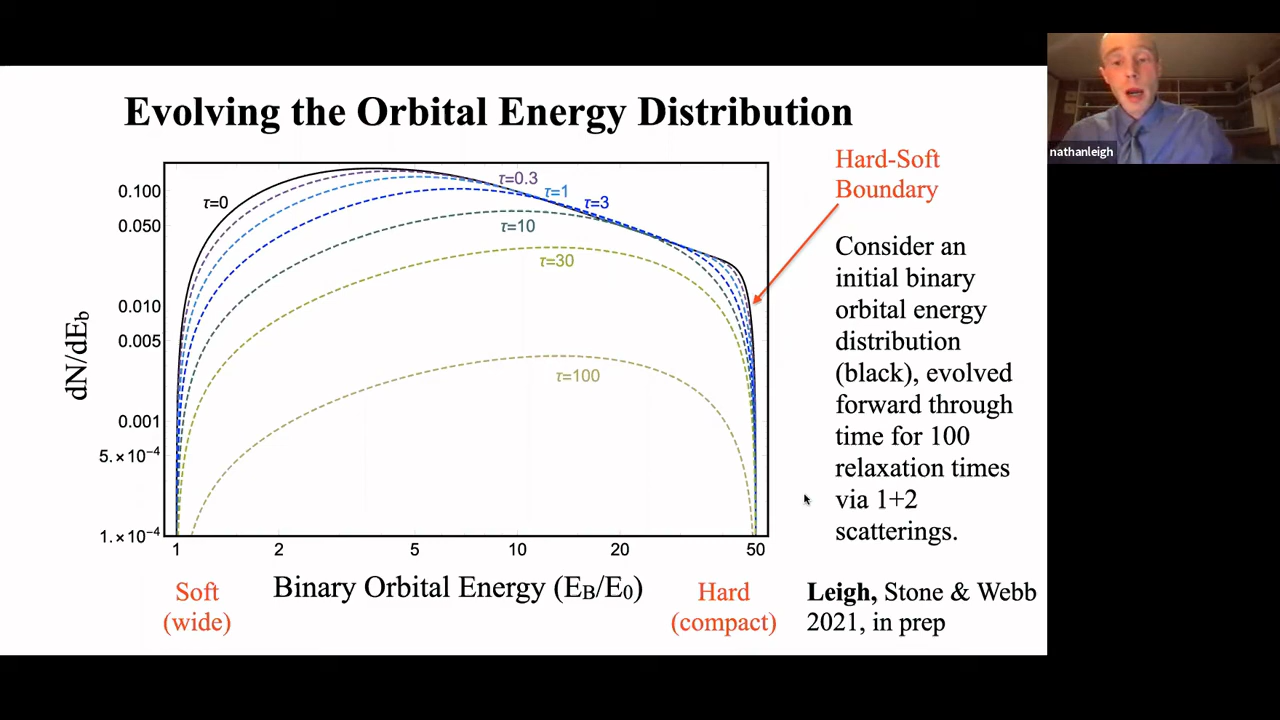 Evolving the Orbital Energy Distribution
nathanleigh
Hard-Soft
Boundary
0.100
0.050
0.010
0.005
0.001
5.×10⁻⁴
1.×10⁻⁴
dN/dE_b
τ=0
τ=0.3
τ=1
τ=3
τ=10
τ=30
τ=100
1 2 5 10 20 50
Binary Orbital Energy (E_B/E_0)
Soft
(wide)
Hard
(compact)
Consider an
initial binary
orbital energy
distribution
(black), evolved
forward through
time for 100
relaxation times
via 1+2
scatterings.
Leigh, Stone & Webb
2021, in prep